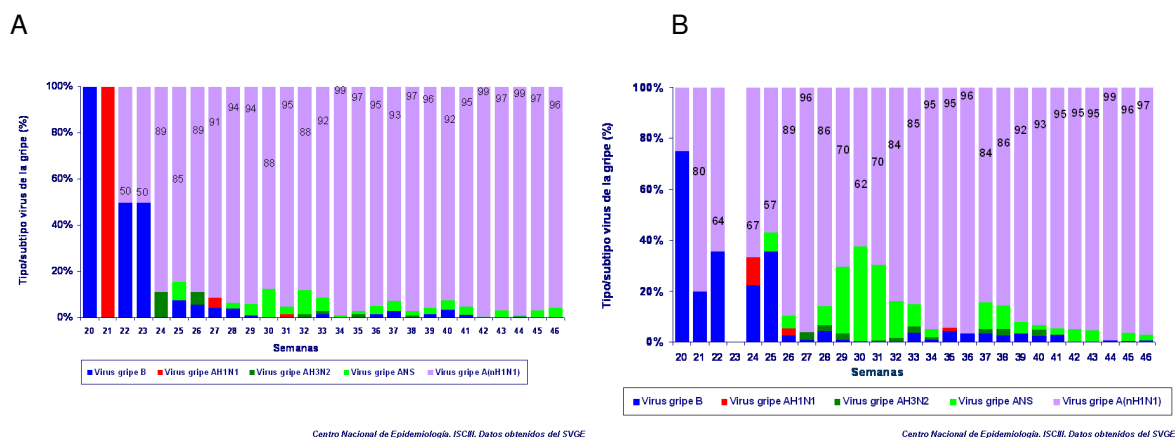 A
Tipo/subtipo virus de la gripe (%)
100%
80%
60%
40%
20%
0%
50 50 89 85 89 91 94 94 88 95 88 92 99 97 95 93 97 96 92 95 99 97 99 97 96
20 21 22 23 24 25 26 27 28 29 30 31 32 33 34 35 36 37 38 39 40 41 42 43 44 45 46
Semanas
Virus gripe B Virus gripe AH1N1 Virus gripe AH3N2 Virus gripe ANS Virus gripe A(nH1N1)
Centro Nacional de Epidemiología. ISCIII. Datos obtenidos del SVGE
B
Tipo/subtipo virus de la gripe (%)
100%
80%
60%
40%
20%
0%
80 64 67 57 89 96 86 70 62 70 84 85 95 95 96 84 86 92 93 95 95 95 99 96 97
20 21 22 23 24 25 26 27 28 29 30 31 32 33 34 35 36 37 38 39 40 41 42 43 44 45 46
Semanas
Virus gripe B Virus gripe AH1N1 Virus gripe AH3N2 Virus gripe ANS Virus gripe A(nH1N1)
Centro Nacional de Epidemiología. ISCIII. Datos obtenidos del SVGE